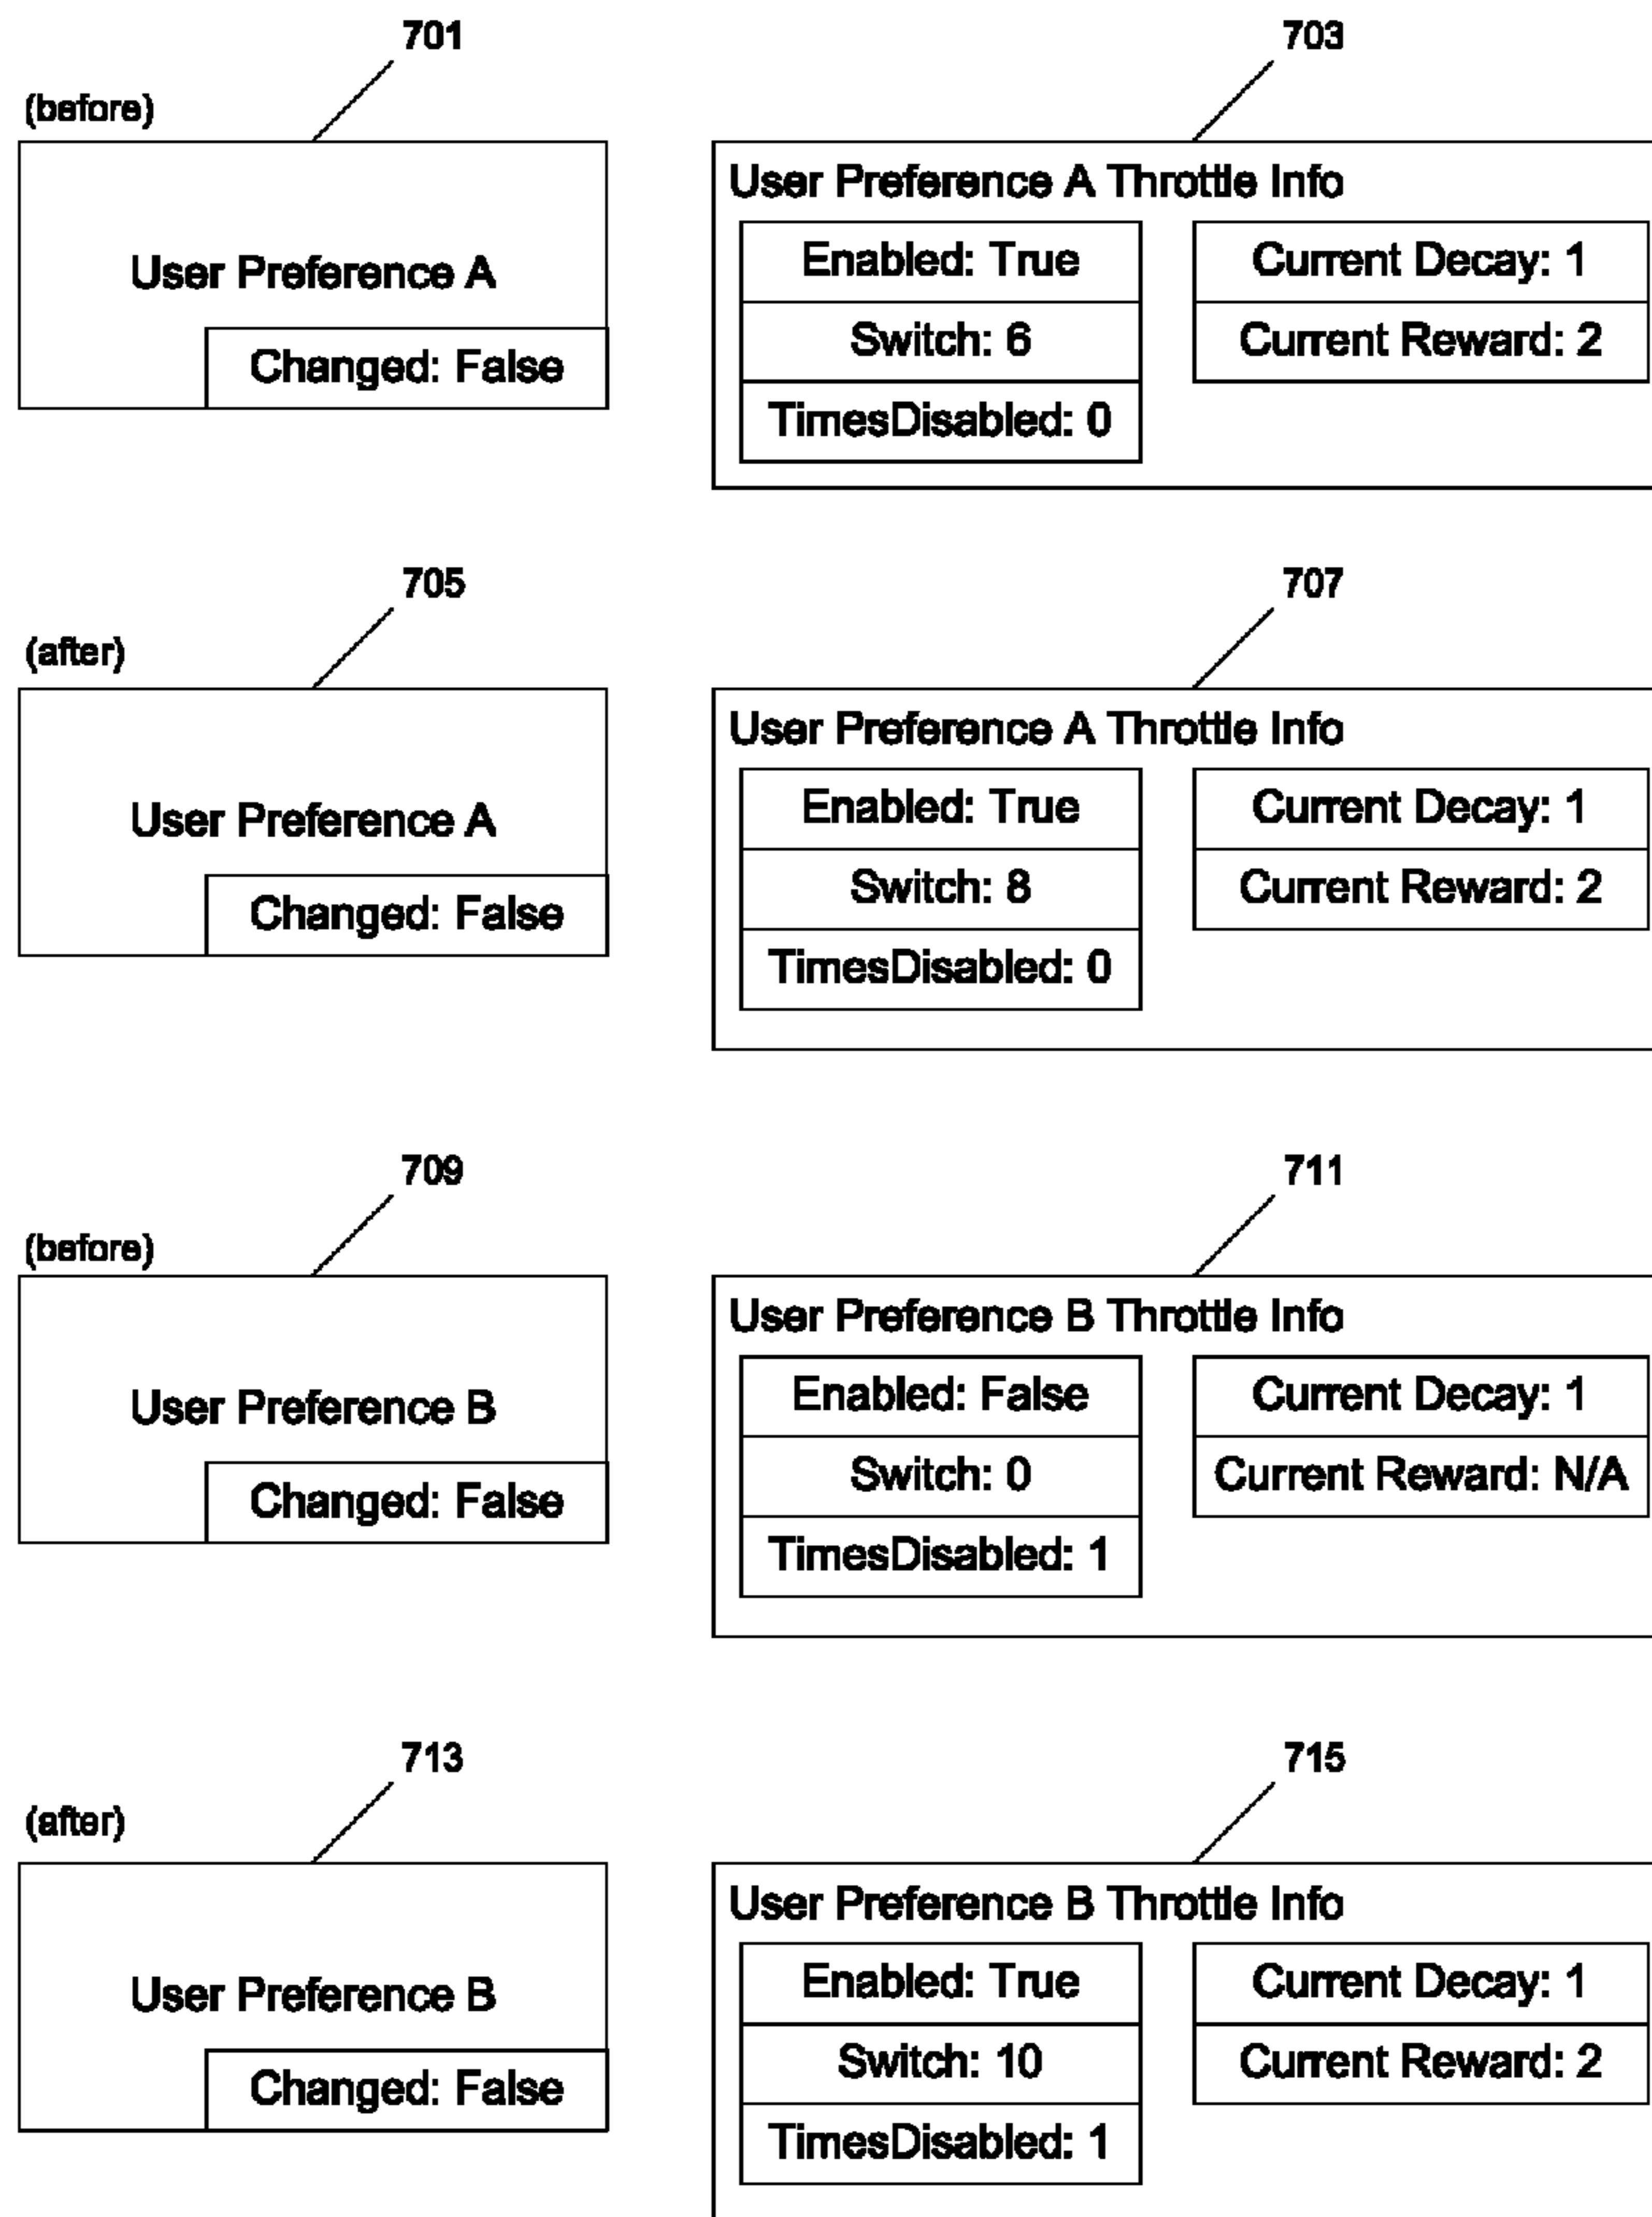 701
703
(before)
User Preference A
Changed: False
User Preference A Throttle Info
Enabled: True
Switch: 6
TimesDisabled: 0
Current Decay: 1
Current Reward: 2
705
707
(after)
User Preference A
Changed: False
User Preference A Throttle Info
Enabled: True
Switch: 8
TimesDisabled: 0
Current Decay: 1
Current Reward: 2
709
711
(before)
User Preference B
Changed: False
User Preference B Throttle Info
Enabled: False
Switch: 0
TimesDisabled: 1
Current Decay: 1
Current Reward: N/A
713
715
(after)
User Preference B
Changed: False
User Preference B Throttle Info
Enabled: True
Switch: 10
TimesDisabled: 1
Current Decay: 1
Current Reward: 2